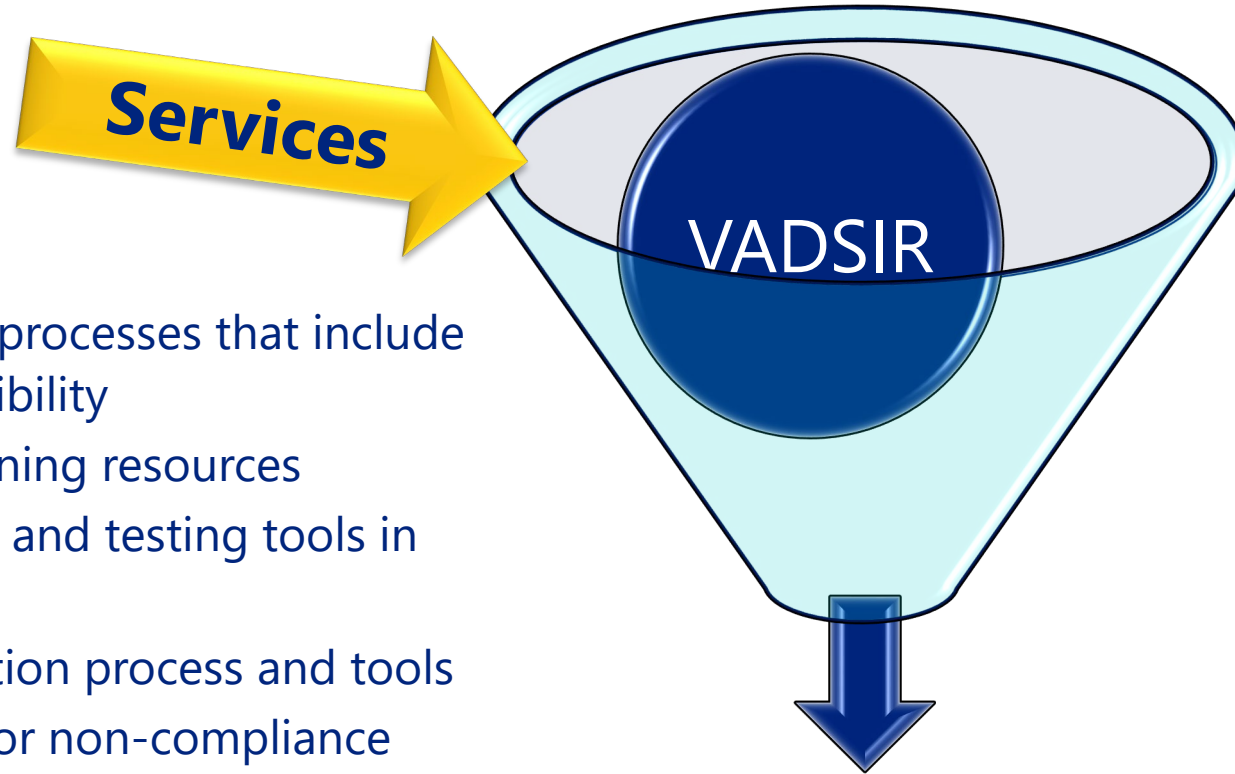 Services
VADSIR
processes that include
ibility
ning resources
and testing tools in
tion process and tools
or non-compliance